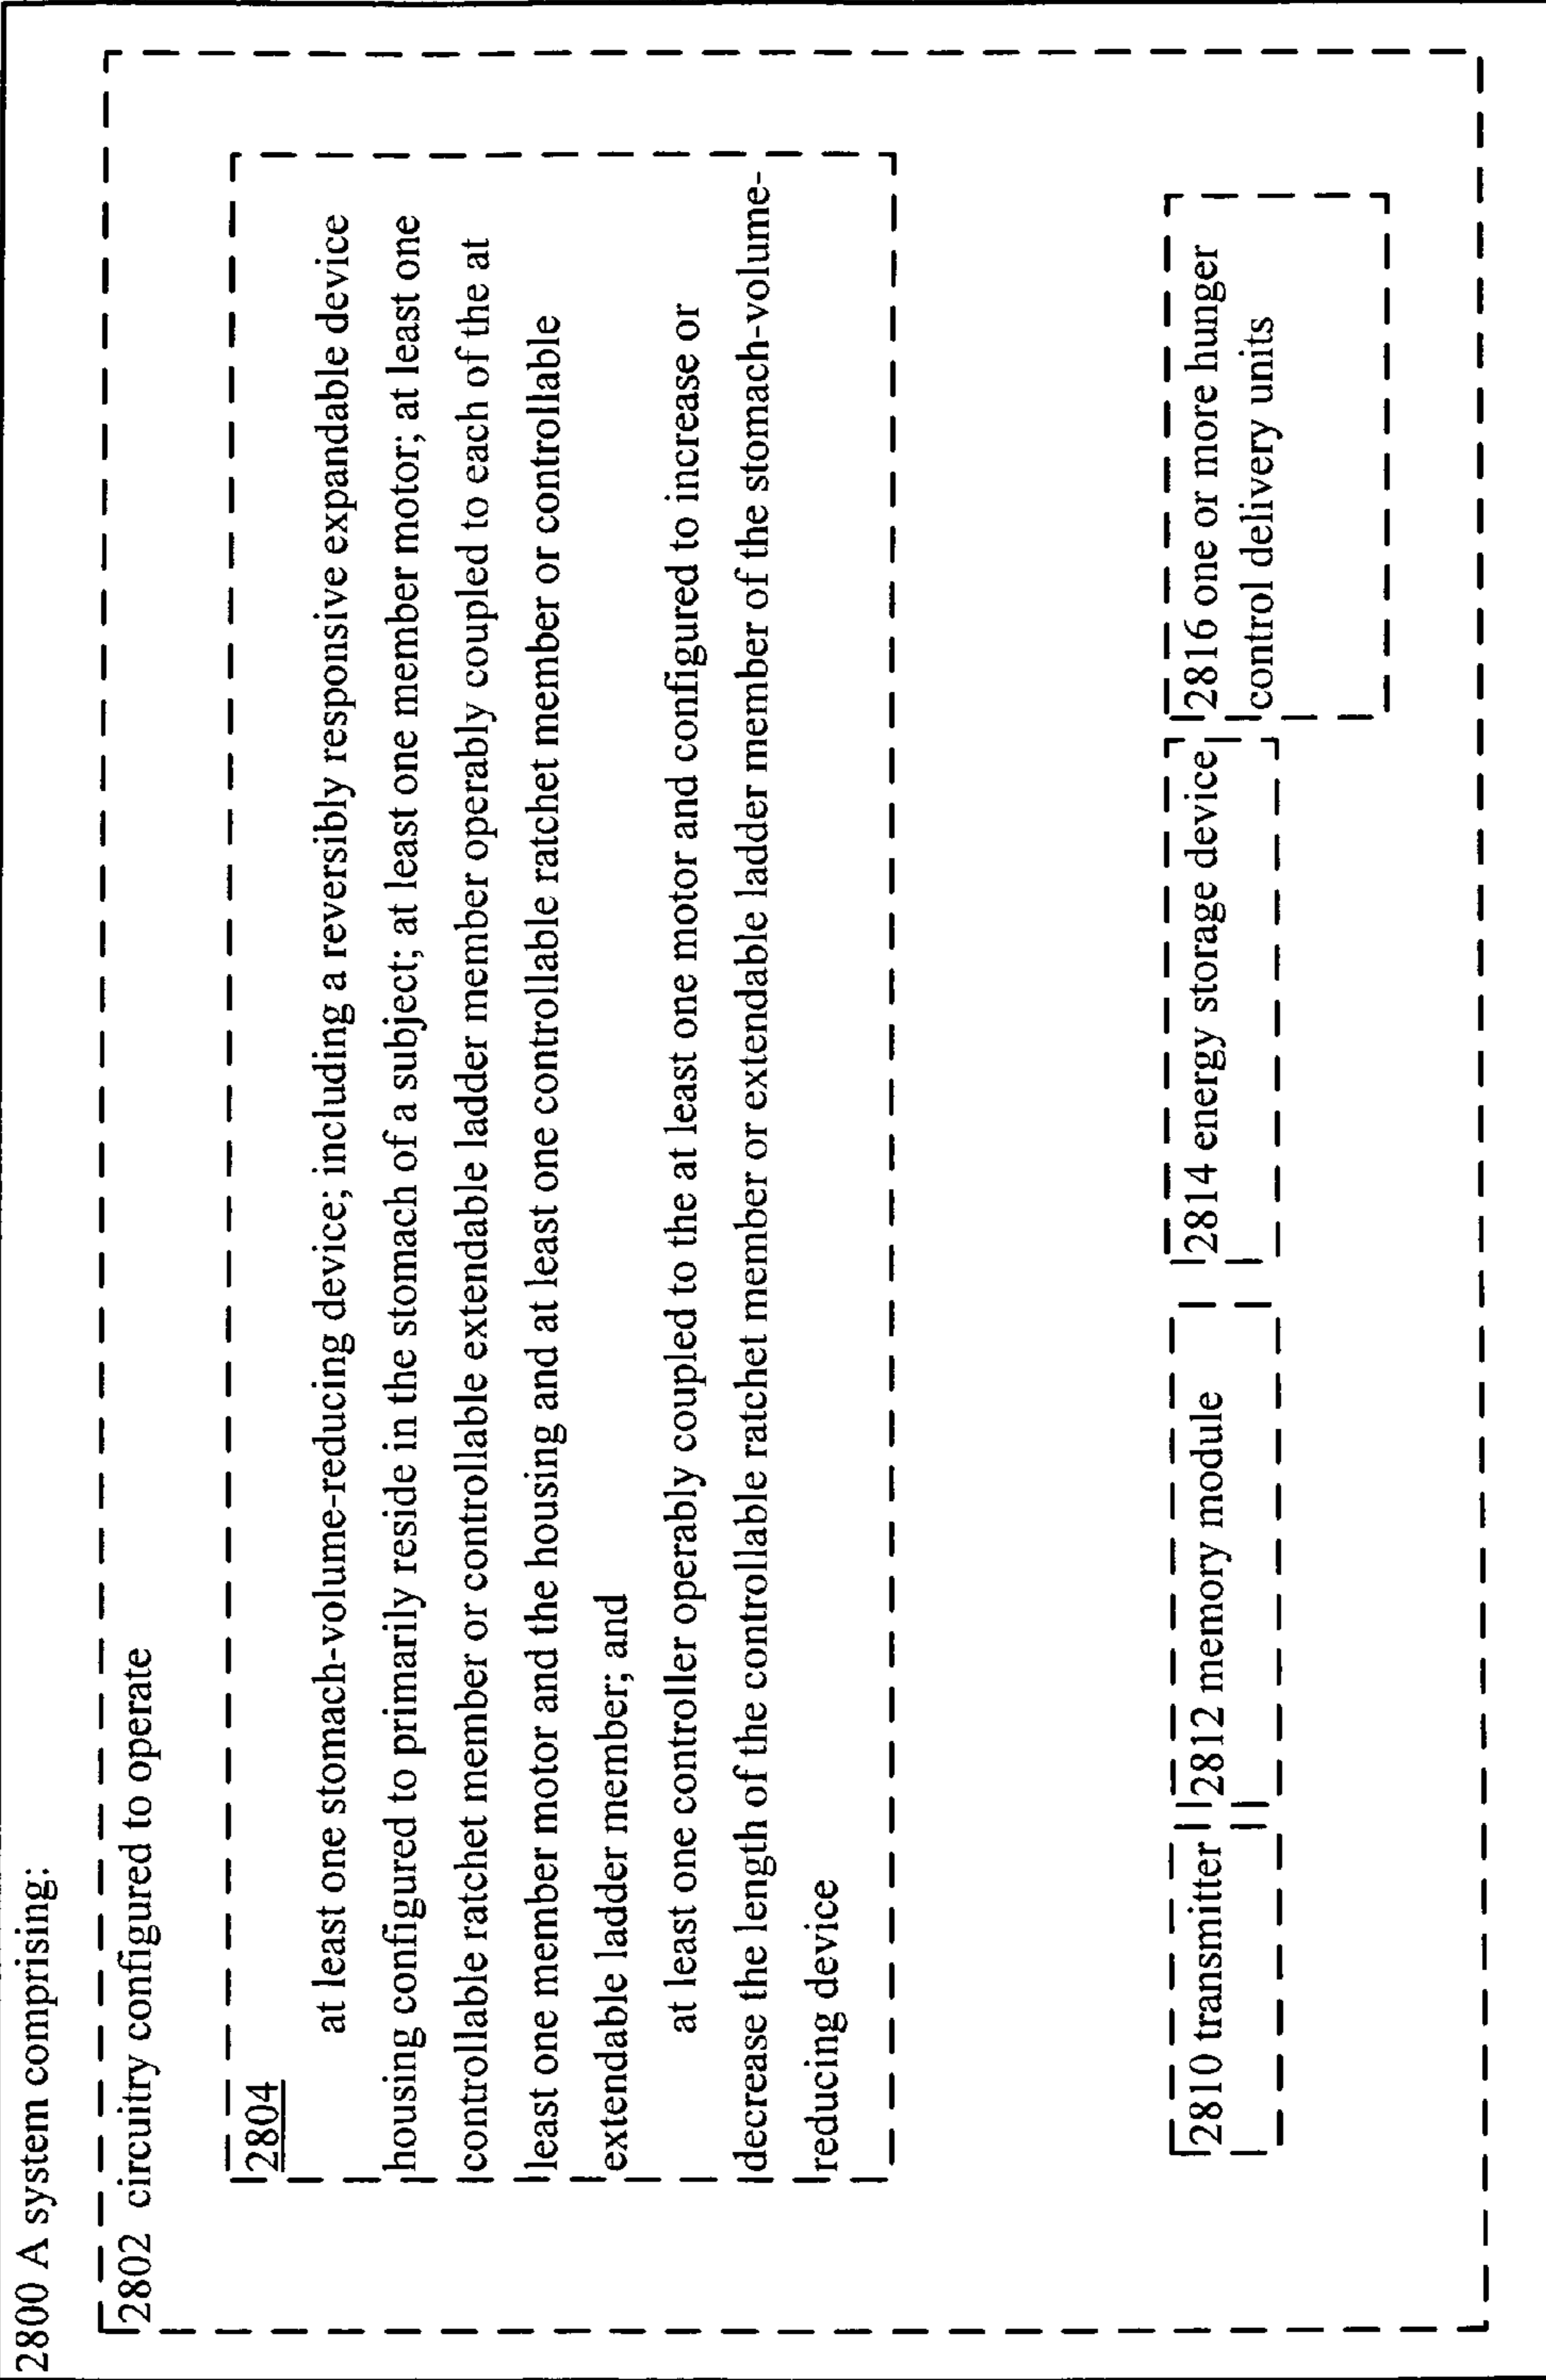 2800 A system comprising:
2802 circuitry configured to operate
2804
at least one stomach-volume-reducing device; including a reversibly responsive expandable device
housing configured to primarily reside in the stomach of a subject; at least one member motor; at least one
controllable ratchet member or controllable extendable ladder member operably coupled to each of the at
least one member motor and the housing and at least one controllable ratchet member or controllable
extendable ladder member; and
at least one controller operably coupled to the at least one motor and configured to increase or
decrease the length of the controllable ratchet member or extendable ladder member of the stomach-volume-
reducing device
2810 transmitter
2812 memory module
2814 energy storage device
2816 one or more hunger
control delivery units